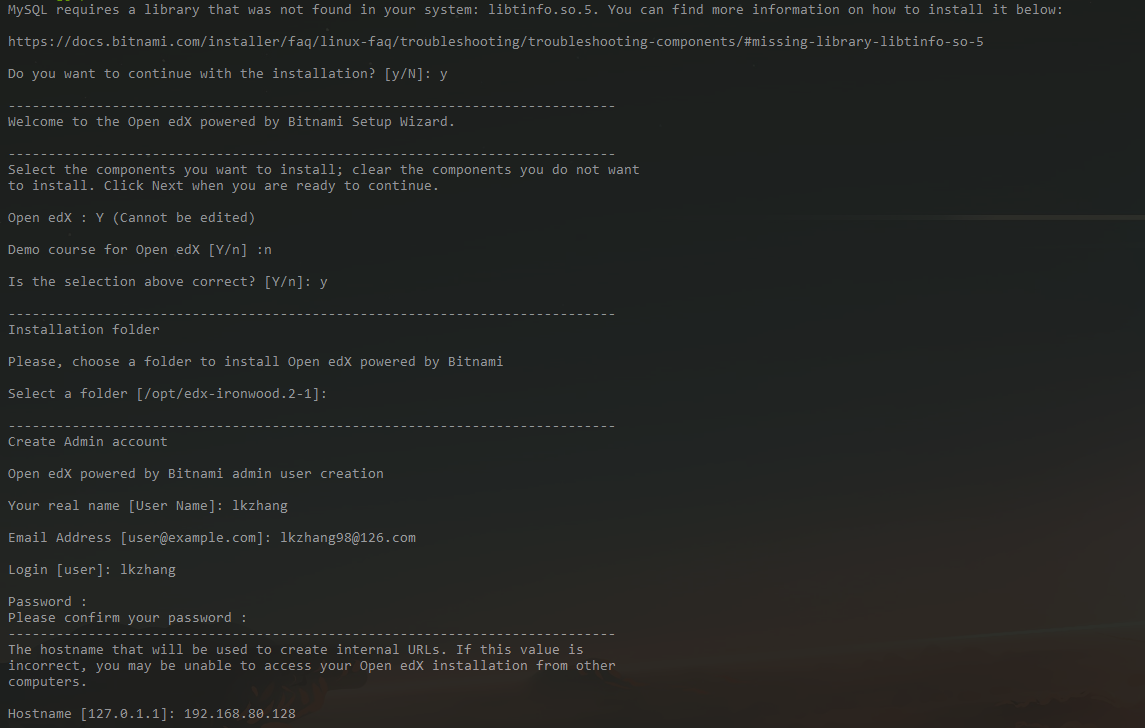 MySQL requires a library that was not found in your system: libtinfo.so.5. You can find more information on how to install it below:
https://docs.bitnami.com/installer/faq/linux-faq/troubleshooting/troubleshooting-components/#missing-library-libtinfo-so-5
Do you want to continue with the installation? [y/N]: y
----------------------------------------------------------------------------
Welcome to the Open edX powered by Bitnami Setup Wizard.
----------------------------------------------------------------------------
Select the components you want to install; clear the components you do not want
to install. Click Next when you are ready to continue.
Open edX : Y (Cannot be edited)
Demo course for Open edX [Y/n] :n
Is the selection above correct? [Y/n]: y
----------------------------------------------------------------------------
Installation folder
Please, choose a folder to install Open edX powered by Bitnami
Select a folder [/opt/edx-ironwood.2-1]:
----------------------------------------------------------------------------
Create Admin account
Open edX powered by Bitnami admin user creation
Your real name [User Name]: lkzhang
Email Address [user@example.com]: lkzhang98@126.com
Login [user]: lkzhang
Password :
Please confirm your password :
----------------------------------------------------------------------------
The hostname that will be used to create internal URLs. If this value is
incorrect, you may be unable to access your Open edX installation from other
computers.
Hostname [127.0.1.1]: 192.168.80.128